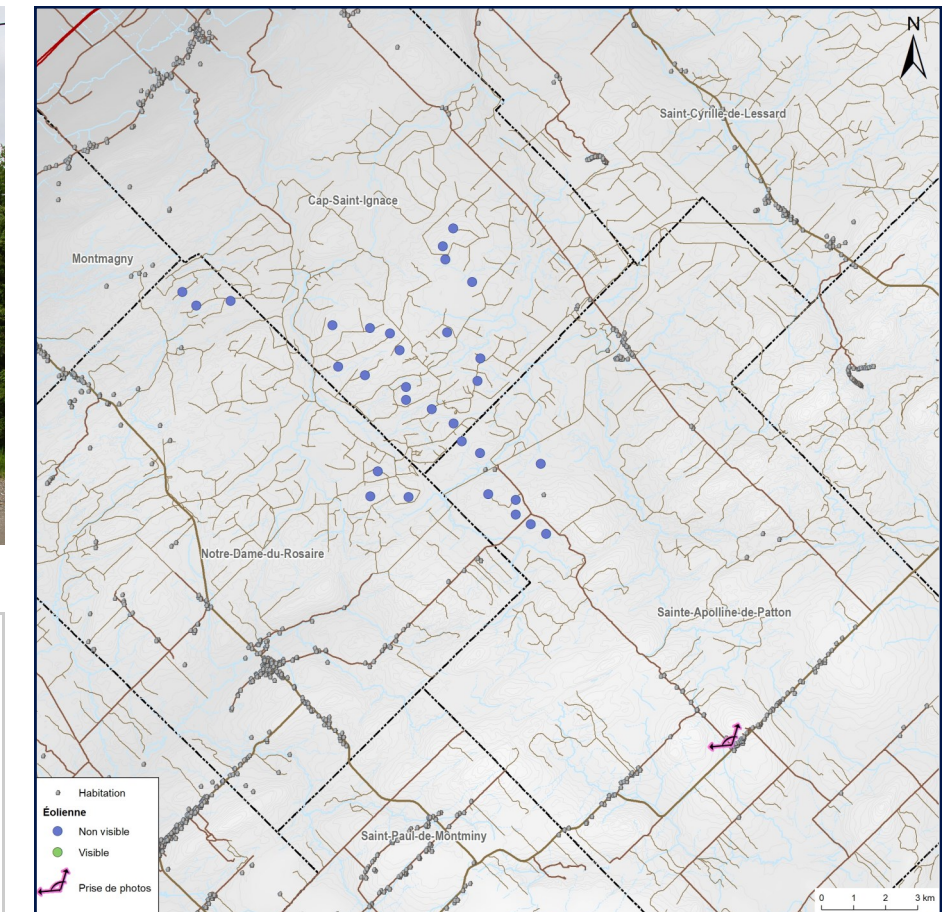 N
Saint-Cyrille-de-Lessard
Cap-Saint-Ignace
Montmagny
Notre-Dame-du-Rosaire
Sainte-Apolline-de-Patton
Saint-Paul-de-Montminy
Habitation
Éolienne
Non visible
Visible
Prise de photos
0 1 2 3 km